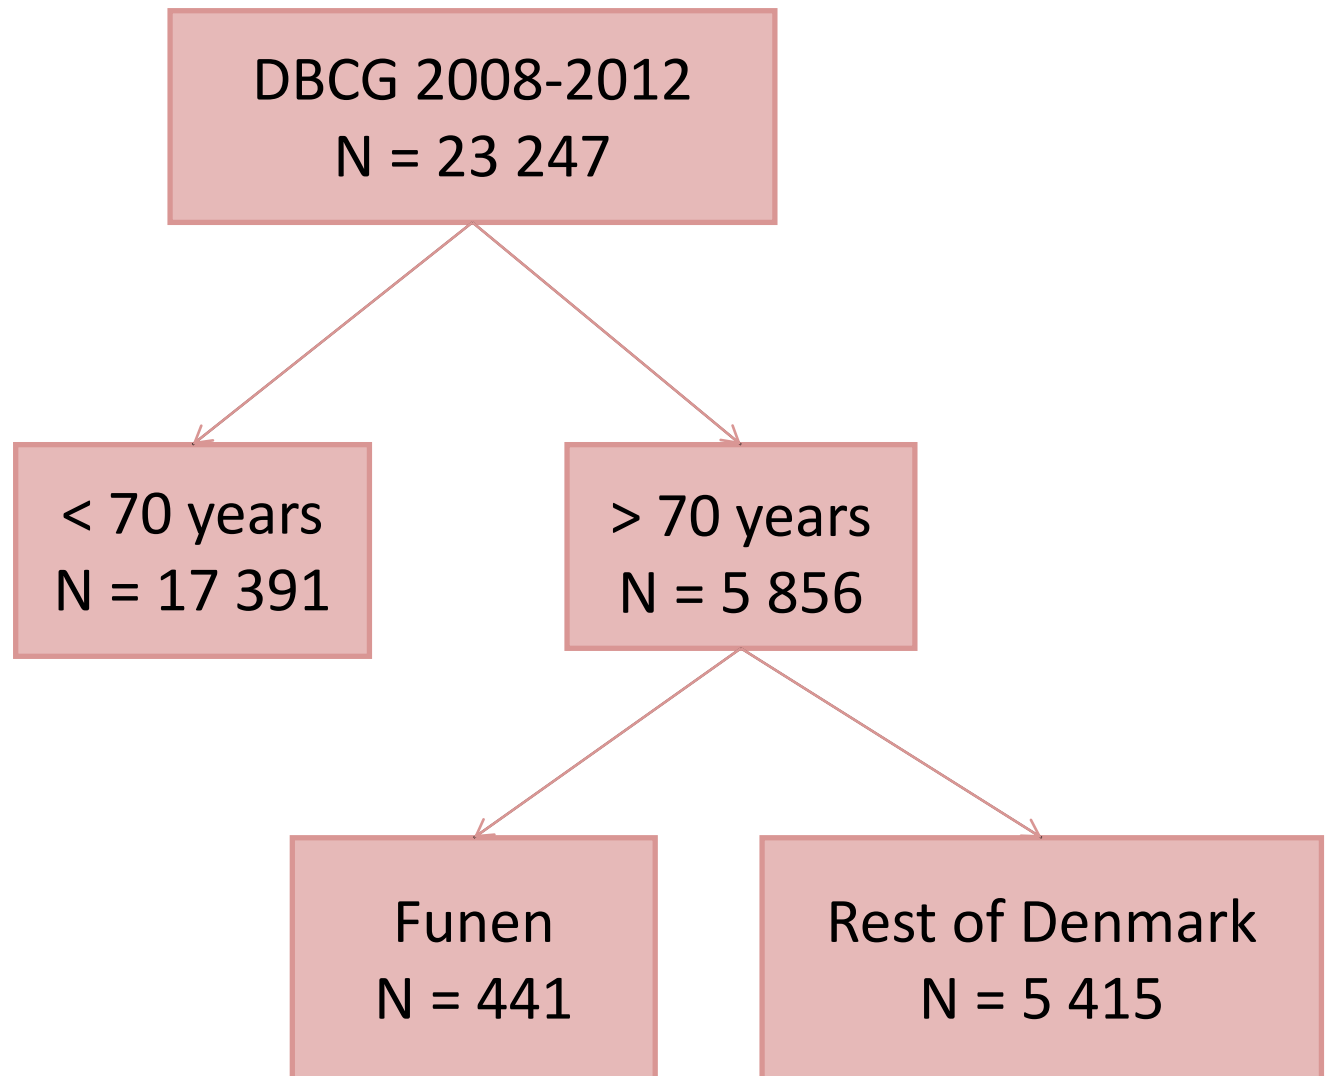 DBCG 2008-2012
N = 23 247
< 70 years
N = 17 391
> 70 years
N = 5 856
Funen
N = 441
Rest of Denmark
N = 5 415